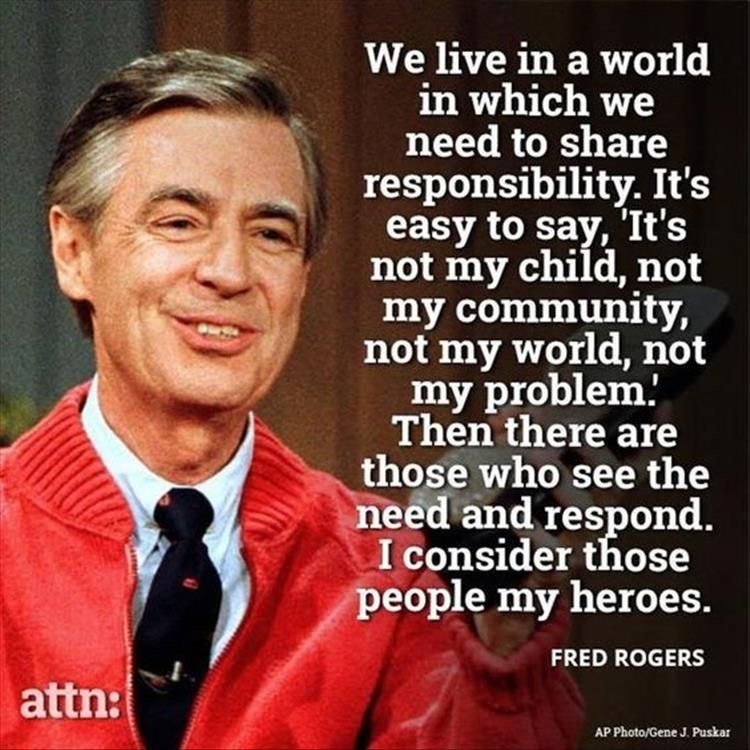 We live in a world
in which we
need to share
responsibility. It's
easy to say, 'It's
not my child, not
my community,
not my world, not
my problem.'
Then there are
those who see the
need and respond.
I consider those
people my heroes.
FRED ROGERS
attn:
AP Photo/Gene J. Puskar